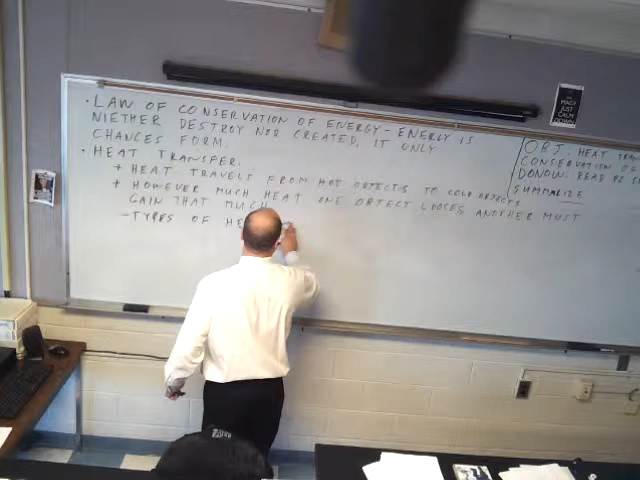 • LAW OF CONSERVATION OF ENERGY - ENERGY IS
NIETHER DESTROY NOR CREATED, IT ONLY
CHANGES FORM.
• HEAT TRANSFER:
+ HEAT TRAVELS FROM HOT OBJECTS TO COLD OBJECTS
+ HOWEVER MUCH HEAT ONE OBJECT LOOSES ANOTHER MUST
GAIN THAT MUCH
- TYPES OF
OBJ. HEAT
CONSERVATION OF
DONOW: READ
SUMMARIZE